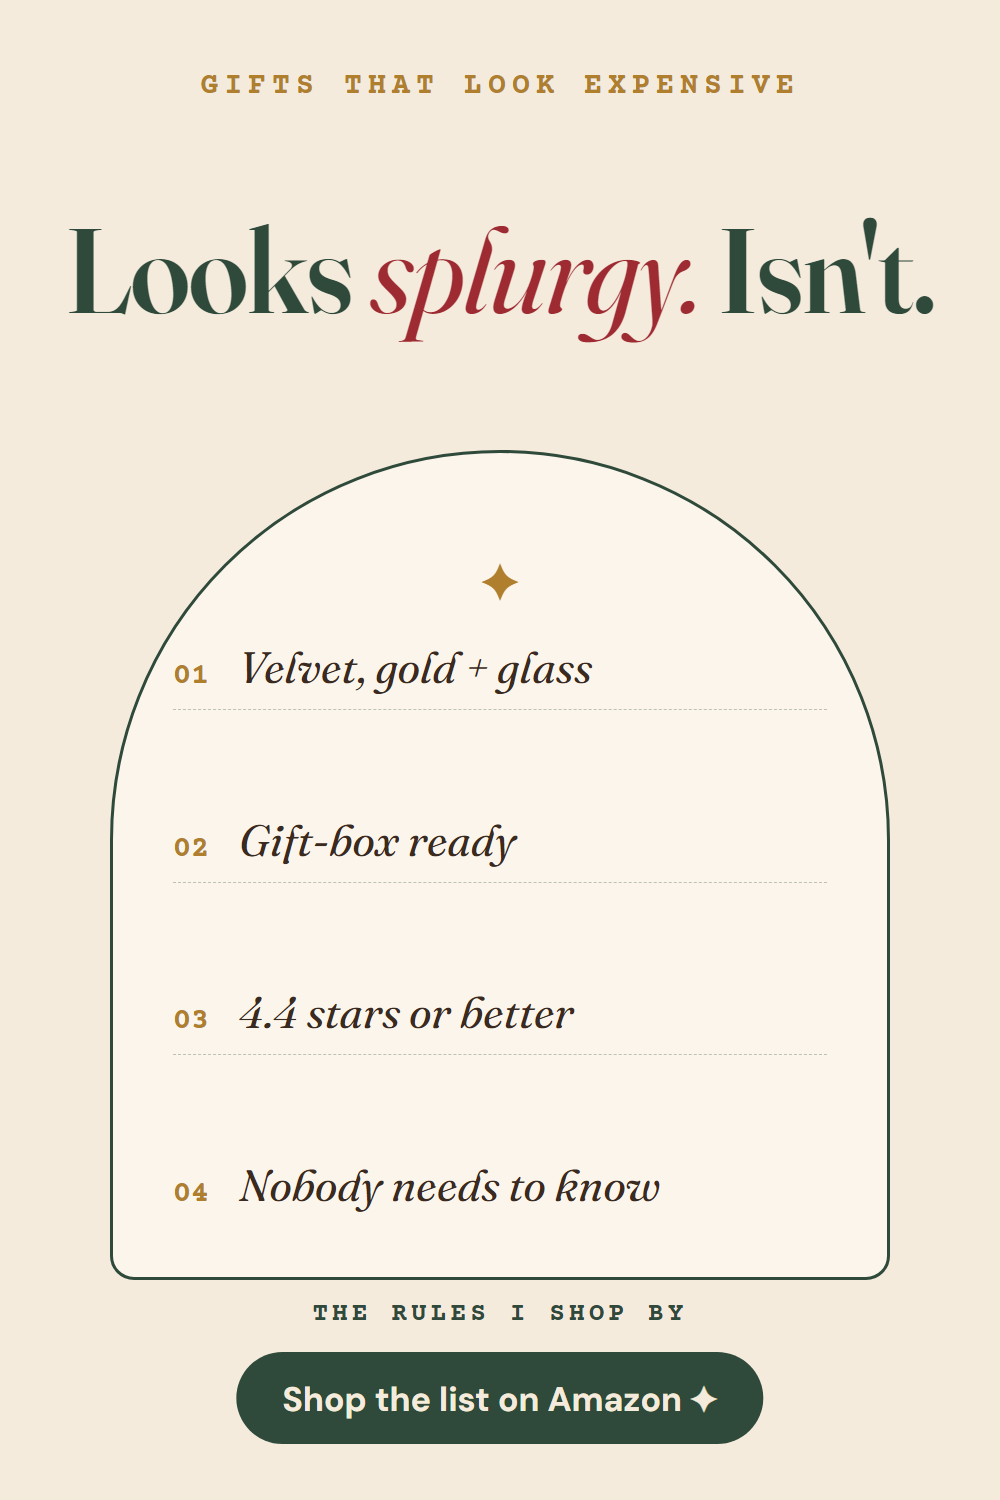 GIFTS THAT LOOK EXPENSIVE
Looks splurgy. Isn't.
01 Velvet, gold + glass
02 Gift-box ready
03 4.4 stars or better
04 Nobody needs to know
THE RULES I SHOP BY
Shop the list on Amazon ✦